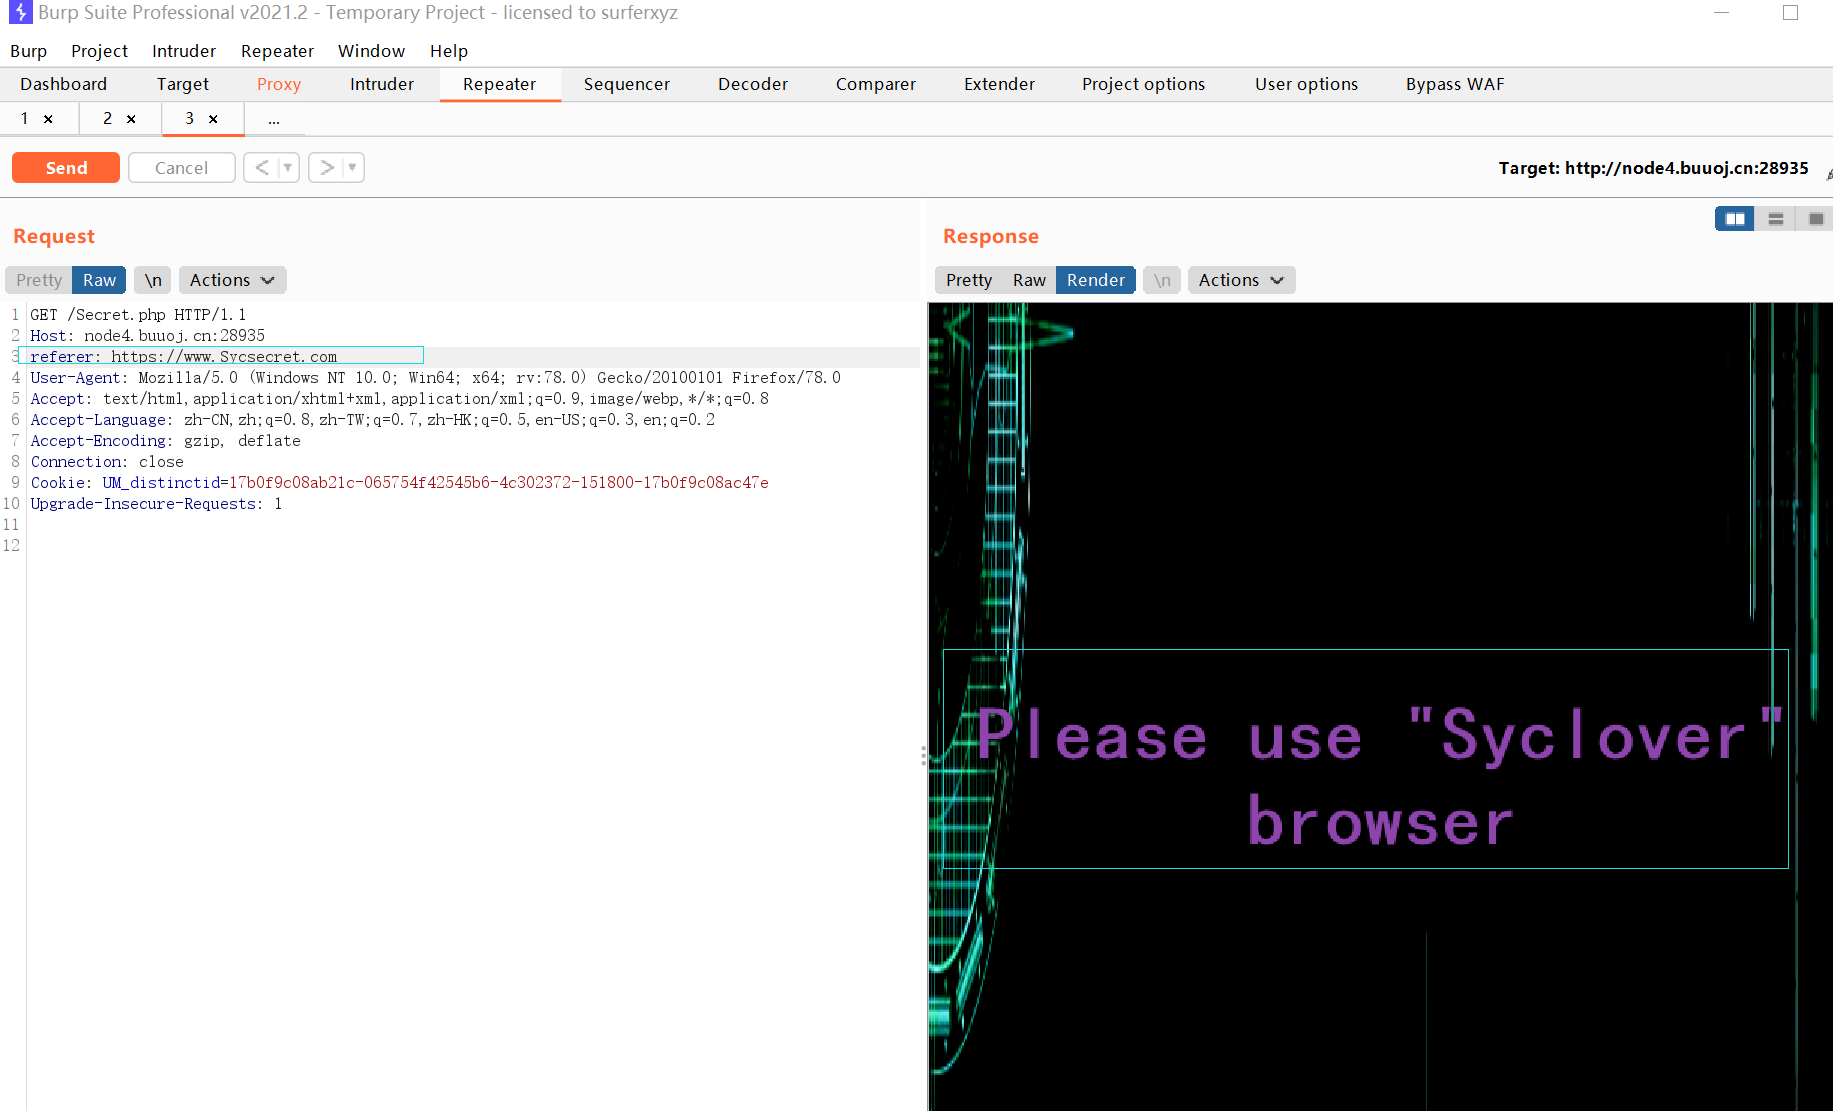 Burp Suite Professional v2021.2 - Temporary Project - licensed to surferxyz
Burp Project Intruder Repeater Window Help
Dashboard Target Proxy Intruder Repeater Sequencer Decoder Comparer Extender Project options User options Bypass WAF
1 × 2 × 3 × ...
Send Cancel < > Target: http://node4.buuoj.cn:28935
Request
Pretty Raw \n Actions
1 GET /Secret.php HTTP/1.1
2 Host: node4.buuoj.cn:28935
3 referer: https://www.Sycsecret.com
4 User-Agent: Mozilla/5.0 (Windows NT 10.0; Win64; x64; rv:78.0) Gecko/20100101 Firefox/78.0
5 Accept: text/html,application/xhtml+xml,application/xml;q=0.9,image/webp,*/*;q=0.8
6 Accept-Language: zh-CN,zh;q=0.8,zh-TW;q=0.7,zh-HK;q=0.5,en-US;q=0.3,en;q=0.2
7 Accept-Encoding: gzip, deflate
8 Connection: close
9 Cookie: UM_distinctid=17b0f9c08ab21c-065754f42545b6-4c302372-151800-17b0f9c08ac47e
10 Upgrade-Insecure-Requests: 1
11
12
Response
Pretty Raw Render \n Actions
Please use "Syclover"
browser